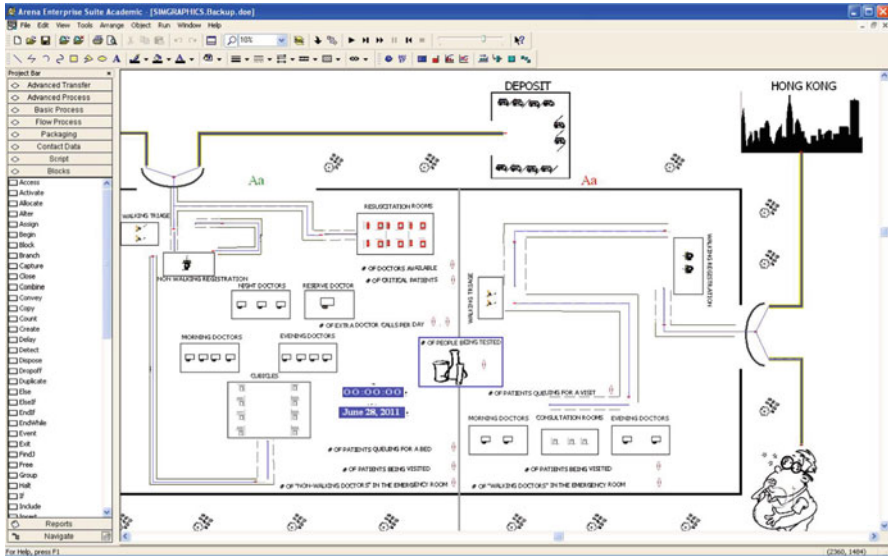 Arena Enterprise Suite Academic - [SIMGRAPHICS.Backup.doe]
File Edit View Tools Arrange Object Run Window Help
10%
Project Bar
Advanced Transfer
Advanced Process
Basic Process
Flow Process
Packaging
Contact Data
Script
Blocks
Access
Activate
Allocate
Alter
Assign
Begin
Block
Branch
Capture
Close
Combine
Convey
Copy
Count
Create
Delay
Detect
Dispose
Dropoff
Duplicate
Else
ElseIf
EndIf
EndWhile
Event
Exit
FindJ
Free
Group
Halt
If
Include
Insert
Reports
Navigate
DEPOSIT
HONG KONG
Aa
Aa
WALKING TRIAGE
RESUSCITATION ROOMS
NON WALKING REGISTRATION
# OF DOCTORS AVAILABLE
# OF CRITICAL PATIENTS
NIGHT DOCTORS
RESERVE DOCTOR
WALKING TRIAGE
WALKING REGISTRATION
# OF EXTRA DOCTOR CALLS PER DAY
MORNING DOCTORS
EVENING DOCTORS
# OF PEOPLE BEING TESTED
CUBICLES
00:00:00
June 28, 2011
# OF PATIENTS QUEUING FOR A VISIT
MORNING DOCTORS
CONSULTATION ROOMS
EVENING DOCTORS
# OF PATIENTS QUEUING FOR A BED
# OF PATIENTS BEING VISITED
# OF PATIENTS BEING VISITED
# OF "NON-WALKING DOCTORS" IN THE EMERGENCY ROOM
# OF "WALKING DOCTORS" IN THE EMERGENCY ROOM
For Help, press F1
(2360, 1484)